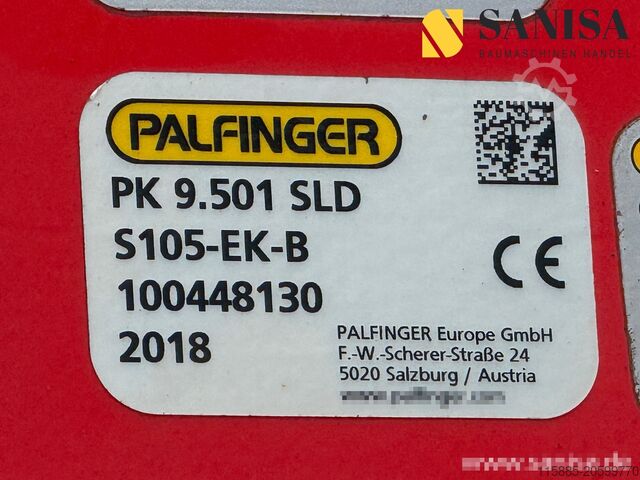 SANISA
BAUMASCHINEN HANDEL
PALFINGER
PK 9.501 SLD
S105-EK-B
100448130
2018
CE
PALFINGER Europe GmbH
F.-W.-Scherer-Straße 24
5020 Salzburg / Austria